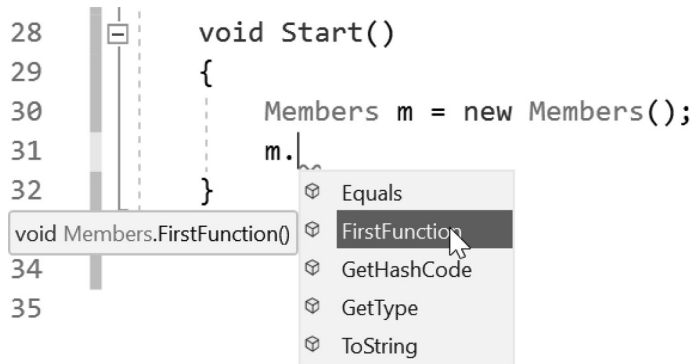 28 void Start()
29 {
30 Members m = new Members();
31 m.
32 }
Equals
void Members.FirstFunction()
FirstFunction
34
GetHashCode
35
GetType
ToString